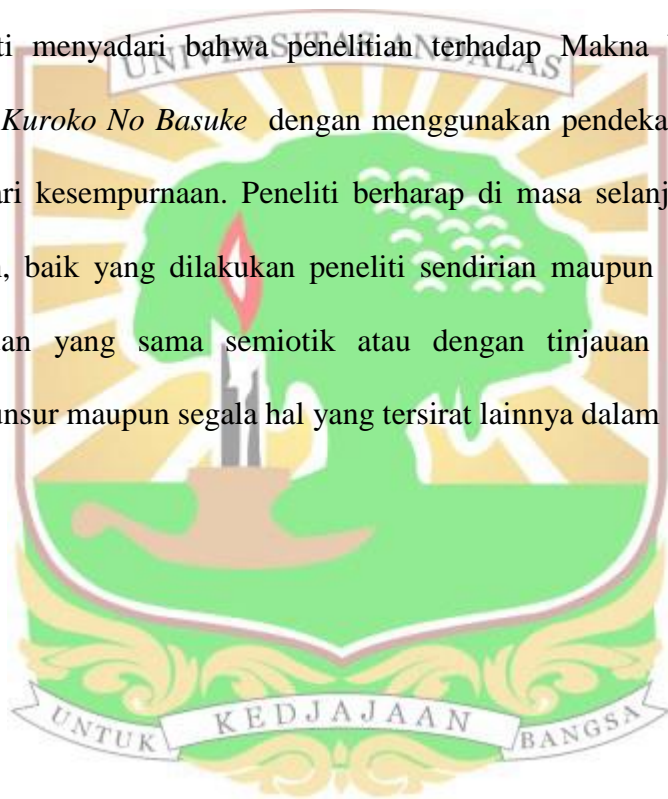 ti menyadari bahwa penelitian terhadap Makna
UNIVERSITAS ANDALAS
Kuroko No Basuke dengan menggunakan pendeka
ari kesempurnaan. Peneliti berharap di masa selanj
, baik yang dilakukan peneliti sendirian maupun
an yang sama semiotik atau dengan tinjauan
unsur maupun segala hal yang tersirat lainnya dalam
UNTUK KEDJAJAAN BANGSA